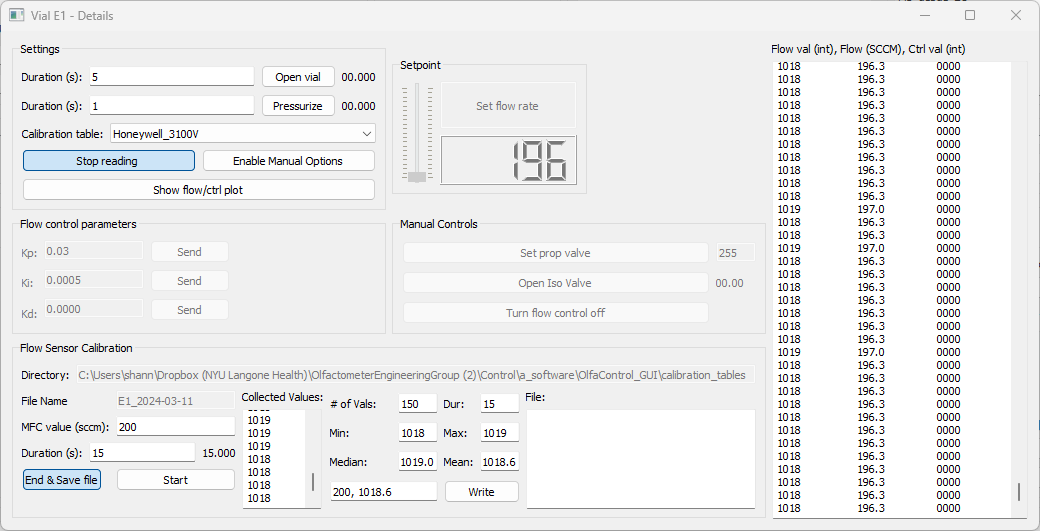 Vial E1 - Details
Settings
Duration (s): 5 Open vial 00.000
Duration (s): 1 Pressurize 00.000
Calibration table: Honeywell_3100V
Stop reading Enable Manual Options
Show flow/ctrl plot
Setpoint
Set flow rate
196
Flow control parameters
Kp: 0.03 Send
Ki: 0.0005 Send
Kd: 0.0000 Send
Manual Controls
Set prop valve 255
Open Iso Valve 00.00
Turn flow control off
Flow Sensor Calibration
Directory: C:\Users\shann\Dropbox (NYU Langone Health)\OlfactometerEngineeringGroup (2)\Control\a_software\OlfaControl_GUI\calibration_tables
File Name E1_2024-03-11
MFC value (sccm): 200
Duration (s): 15 15.000
End & Save file Start
Collected Values:
1019
1019
1019
1018
1018
1018
1018
# of Vals: 150 Dur: 15
Min: 1018 Max: 1019
Median: 1019.0 Mean: 1018.6
200, 1018.6 Write
File:
Flow val (int), Flow (SCCM), Ctrl val (int)
1018 196.3 0000
1018 196.3 0000
1018 196.3 0000
1018 196.3 0000
1018 196.3 0000
1018 196.3 0000
1018 196.3 0000
1018 196.3 0000
1018 196.3 0000
1018 196.3 0000
1018 196.3 0000
1019 197.0 0000
1018 196.3 0000
1018 196.3 0000
1019 197.0 0000
1018 196.3 0000
1018 196.3 0000
1018 196.3 0000
1018 196.3 0000
1018 196.3 0000
1018 196.3 0000
1018 196.3 0000
1019 197.0 0000
1018 196.3 0000
1018 196.3 0000
1018 196.3 0000
1018 196.3 0000
1018 196.3 0000
1018 196.3 0000
1018 196.3 0000
1018 196.3 0000
1018 196.3 0000
1018 196.3 0000
1018 196.3 0000
1018 196.3 0000